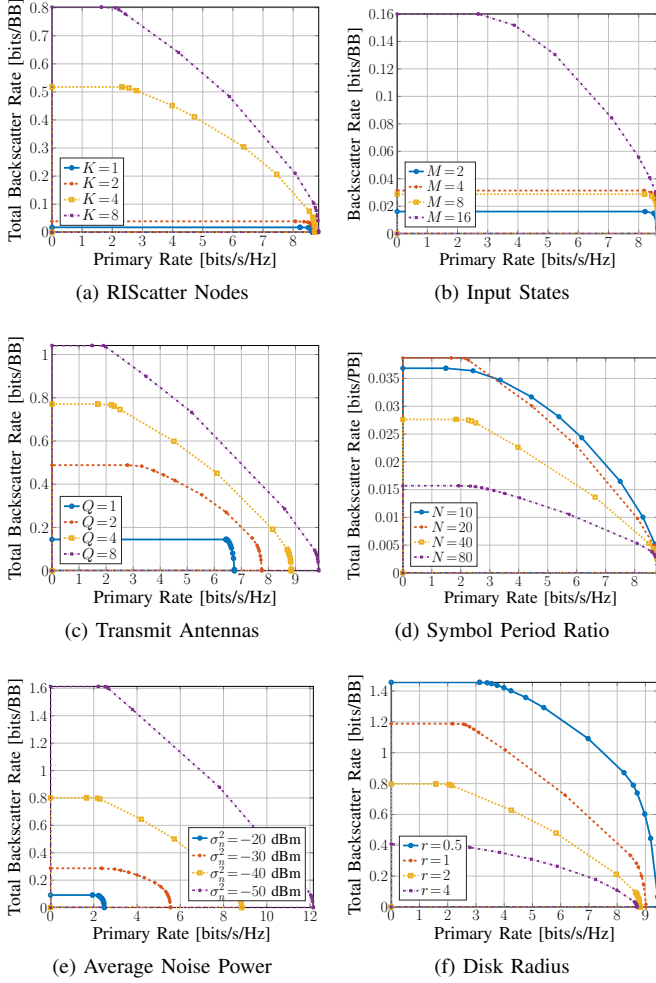 Total Backscatter Rate [bits/BB]
0.8
0.7
0.6
0.5
0.4
0.3
0.2
0.1
0
K=1
K=2
K=4
K=8
0 1 2 3 4 5 6 7 8
Primary Rate [bits/s/Hz]
(a) RIScatter Nodes
Backscatter Rate [bits/BB]
0.16
0.14
0.12
0.1
0.08
0.06
0.04
0.02
0
M=2
M=4
M=8
M=16
0 1 2 3 4 5 6 7 8
Primary Rate [bits/s/Hz]
(b) Input States
Total Backscatter Rate [bits/BB]
1
0.8
0.6
0.4
0.2
0
Q=1
Q=2
Q=4
Q=8
0 1 2 3 4 5 6 7 8 9
Primary Rate [bits/s/Hz]
(c) Transmit Antennas
Total Backscatter Rate [bits/PB]
0.035
0.03
0.025
0.02
0.015
0.01
0.005
0
N=10
N=20
N=40
N=80
0 1 2 3 4 5 6 7 8
Primary Rate [bits/s/Hz]
(d) Symbol Period Ratio
Total Backscatter Rate [bits/BB]
1.6
1.4
1.2
1
0.8
0.6
0.4
0.2
0
σ²ₙ=−20 dBm
σ²ₙ=−30 dBm
σ²ₙ=−40 dBm
σ²ₙ=−50 dBm
0 2 4 6 8 10 12
Primary Rate [bits/s/Hz]
(e) Average Noise Power
Total Backscatter Rate [bits/BB]
1.4
1.2
1
0.8
0.6
0.4
0.2
0
r=0.5
r=1
r=2
r=4
0 1 2 3 4 5 6 7 8 9
Primary Rate [bits/s/Hz]
(f) Disk Radius